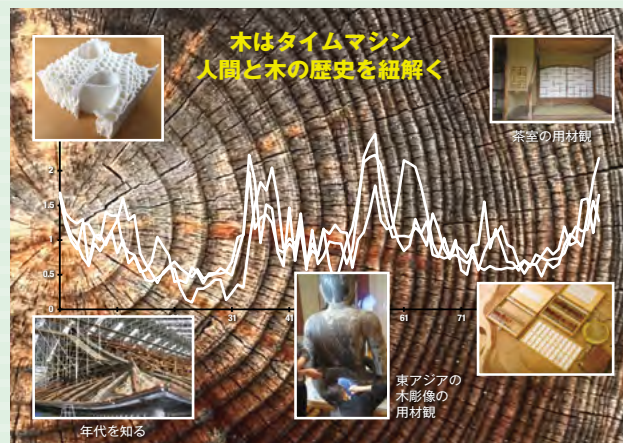 木はタイムマシン
人間と木の歴史を紐解く
茶室の用材観
2
1.5
1
0.5
0
31
41
61
71
東アジアの
木彫像の
用材観
年代を知る